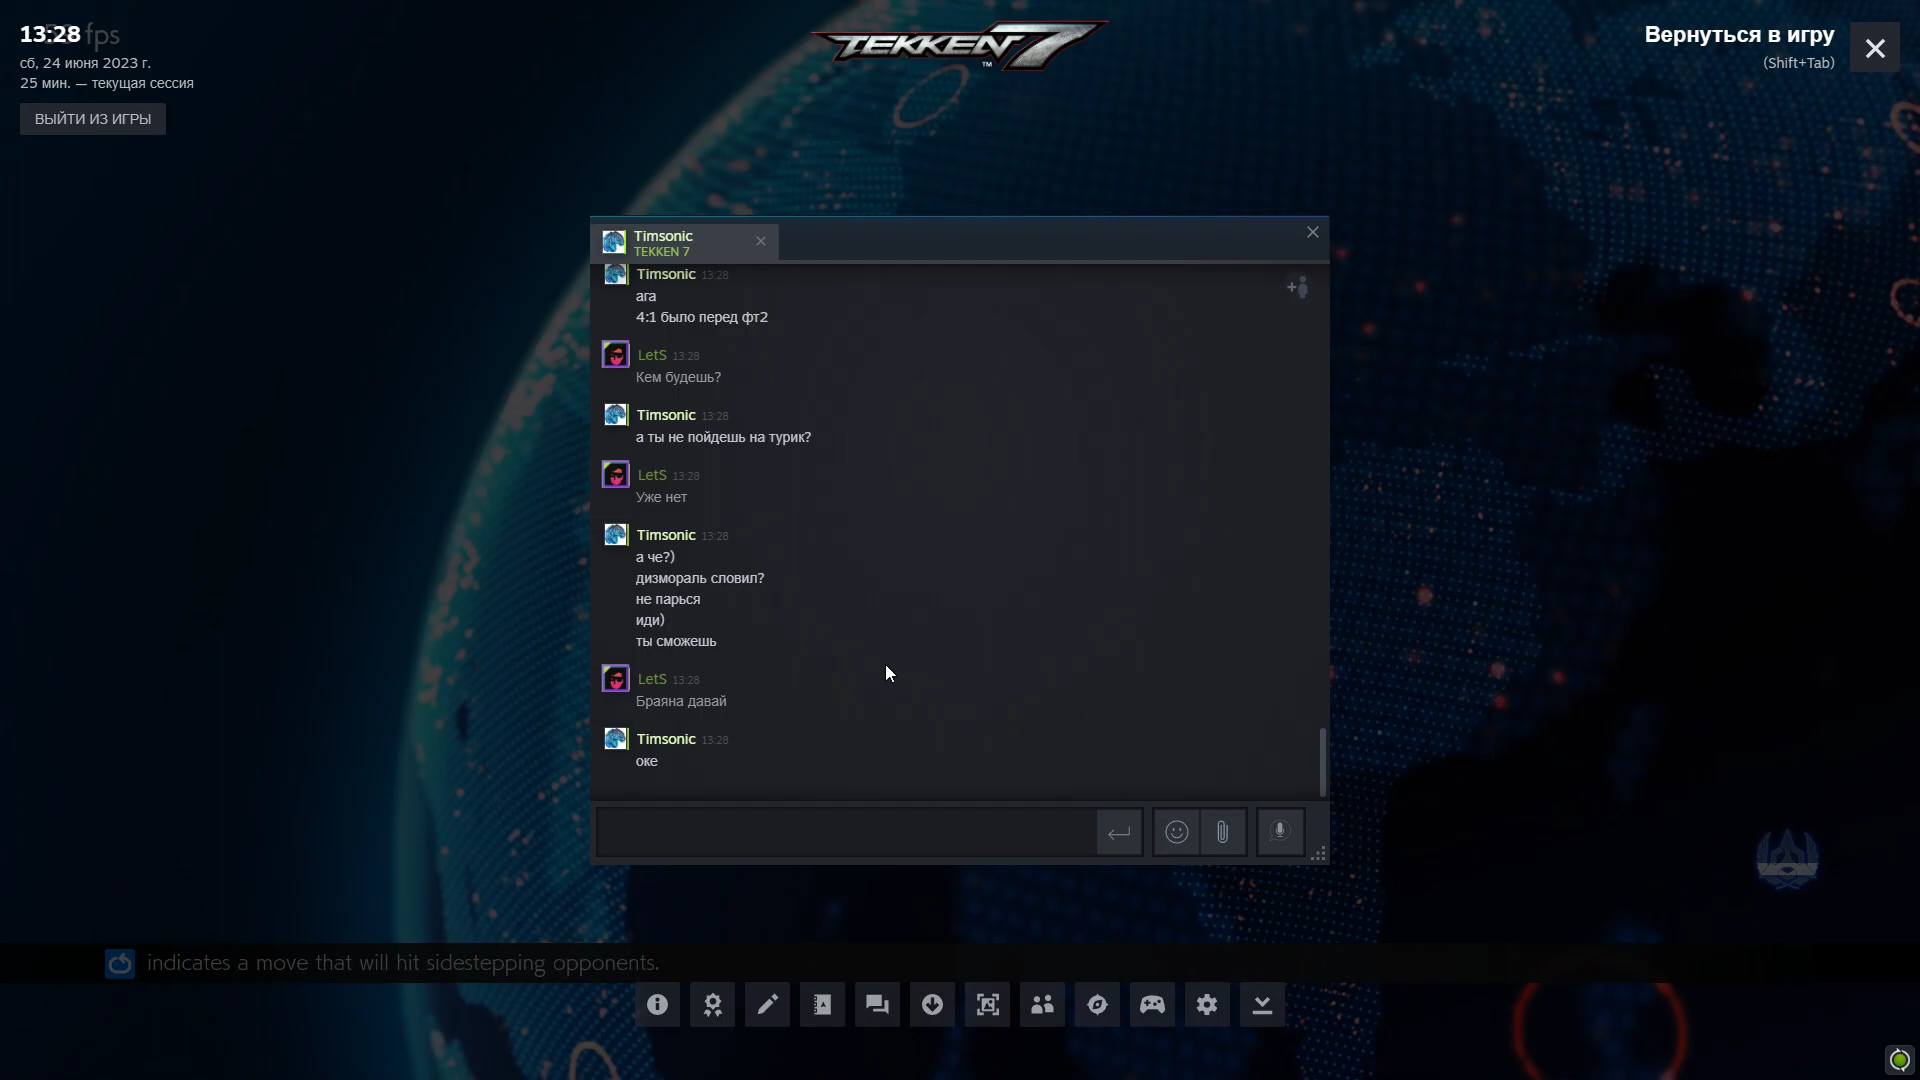 13:28
fps
сб, 24 июня 2023 г.
25 мин. — текущая сессия
ВЫЙТИ ИЗ ИГРЫ
TEKKEN 7
TM
Вернуться в игру
(Shift+Tab)
Timsonic
TEKKEN 7
Timsonic 13:28
ага
4:1 было перед фт2
LetS 13:28
Кем будешь?
Timsonic 13:28
а ты не пойдешь на турик?
LetS 13:28
Уже нет
Timsonic 13:28
а че?)
дизмораль словил?
не парься
иди)
ты сможешь
LetS 13:28
Браяна давай
Timsonic 13:28
оке
indicates a move that will hit sidestepping opponents.